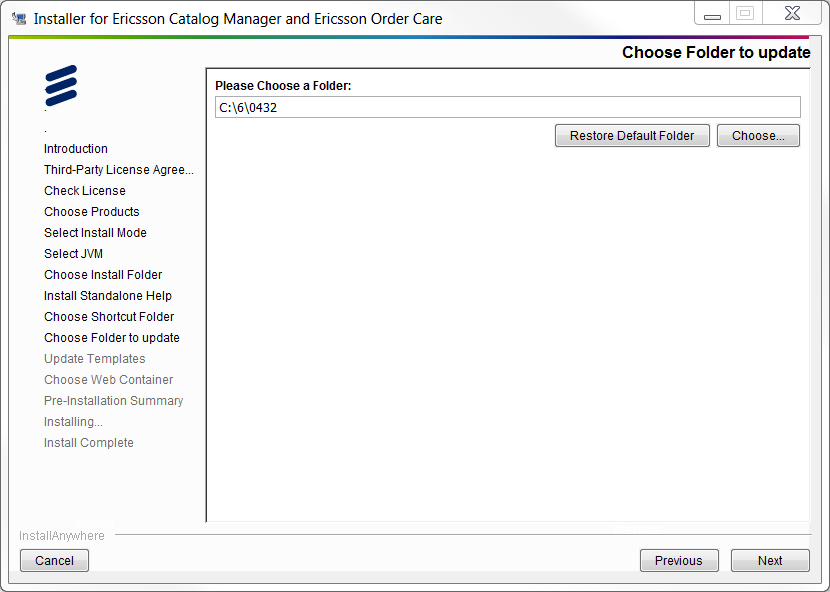 Installer for Ericsson Catalog Manager and Ericsson Order Care
Choose Folder to update
.
.
Introduction
Third-Party License Agree...
Check License
Choose Products
Select Install Mode
Select JVM
Choose Install Folder
Install Standalone Help
Choose Shortcut Folder
Choose Folder to update
Update Templates
Choose Web Container
Pre-Installation Summary
Installing...
Install Complete
Please Choose a Folder:
C:\6\0432
Restore Default Folder Choose...
InstallAnywhere
Cancel Previous Next